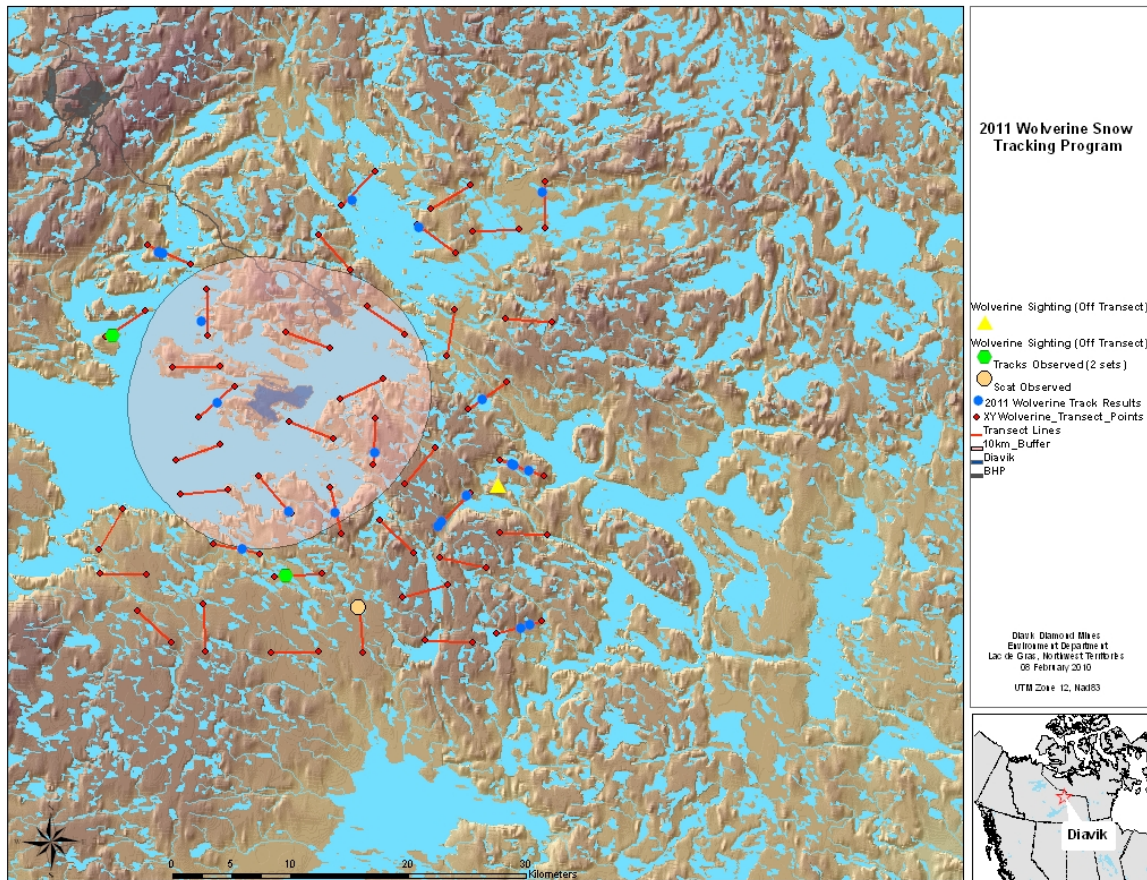 2011 Wolverine Snow
Tracking Program
Wolverine Sighting (Off Transect)
Wolverine Sighting (Off Transect)
Tracks Observed (2 sets)
Scat Observed
2011 Wolverine Track Results
XYWolverine_Transect_Points
Transect Lines
10km_Buffer
Diavik
BHP
Diavik Diamond Mines
Environment Department
Lac de Gras, Northwest Territories
08 February 2010
UTM Zone 12, Nad83
Diavik
0 5 10 20 30
Kilometers